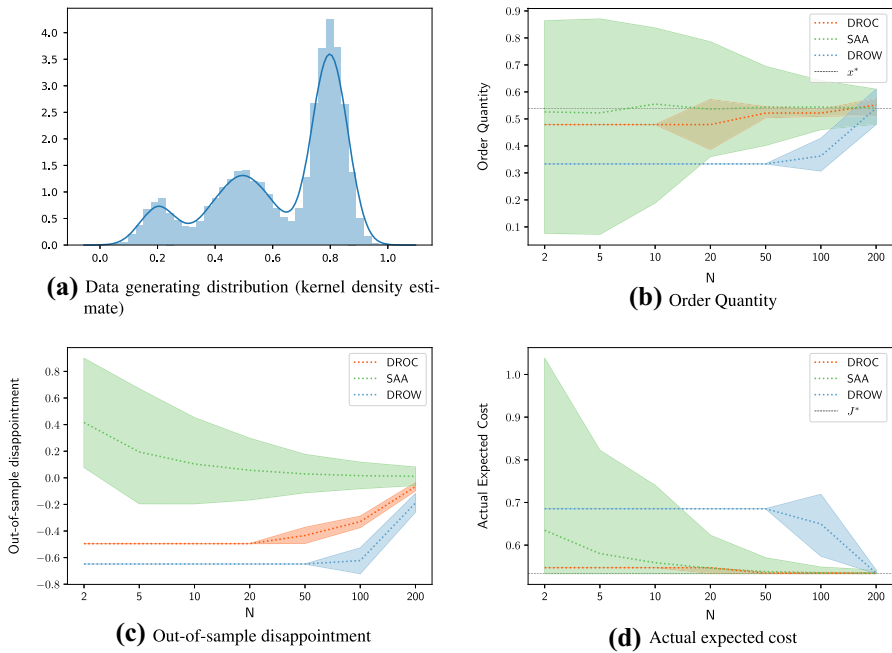 4.0
3.5
3.0
2.5
2.0
1.5
1.0
0.5
0.0
0.0 0.2 0.4 0.6 0.8 1.0
(a) Data generating distribution (kernel density esti-
mate)
Order Quantity
0.9
0.8
0.7
0.6
0.5
0.4
0.3
0.2
0.1
DROC
SAA
DROW
x*
2 5 10 20 50 100 200
N
(b) Order Quantity
Out-of-sample disappointment
0.8
0.6
0.4
0.2
0.0
−0.2
−0.4
−0.6
−0.8
DROC
SAA
DROW
2 5 10 20 50 100 200
N
(c) Out-of-sample disappointment
Actual Expected Cost
1.0
0.9
0.8
0.7
0.6
DROC
SAA
DROW
J*
2 5 10 20 50 100 200
N
(d) Actual expected cost